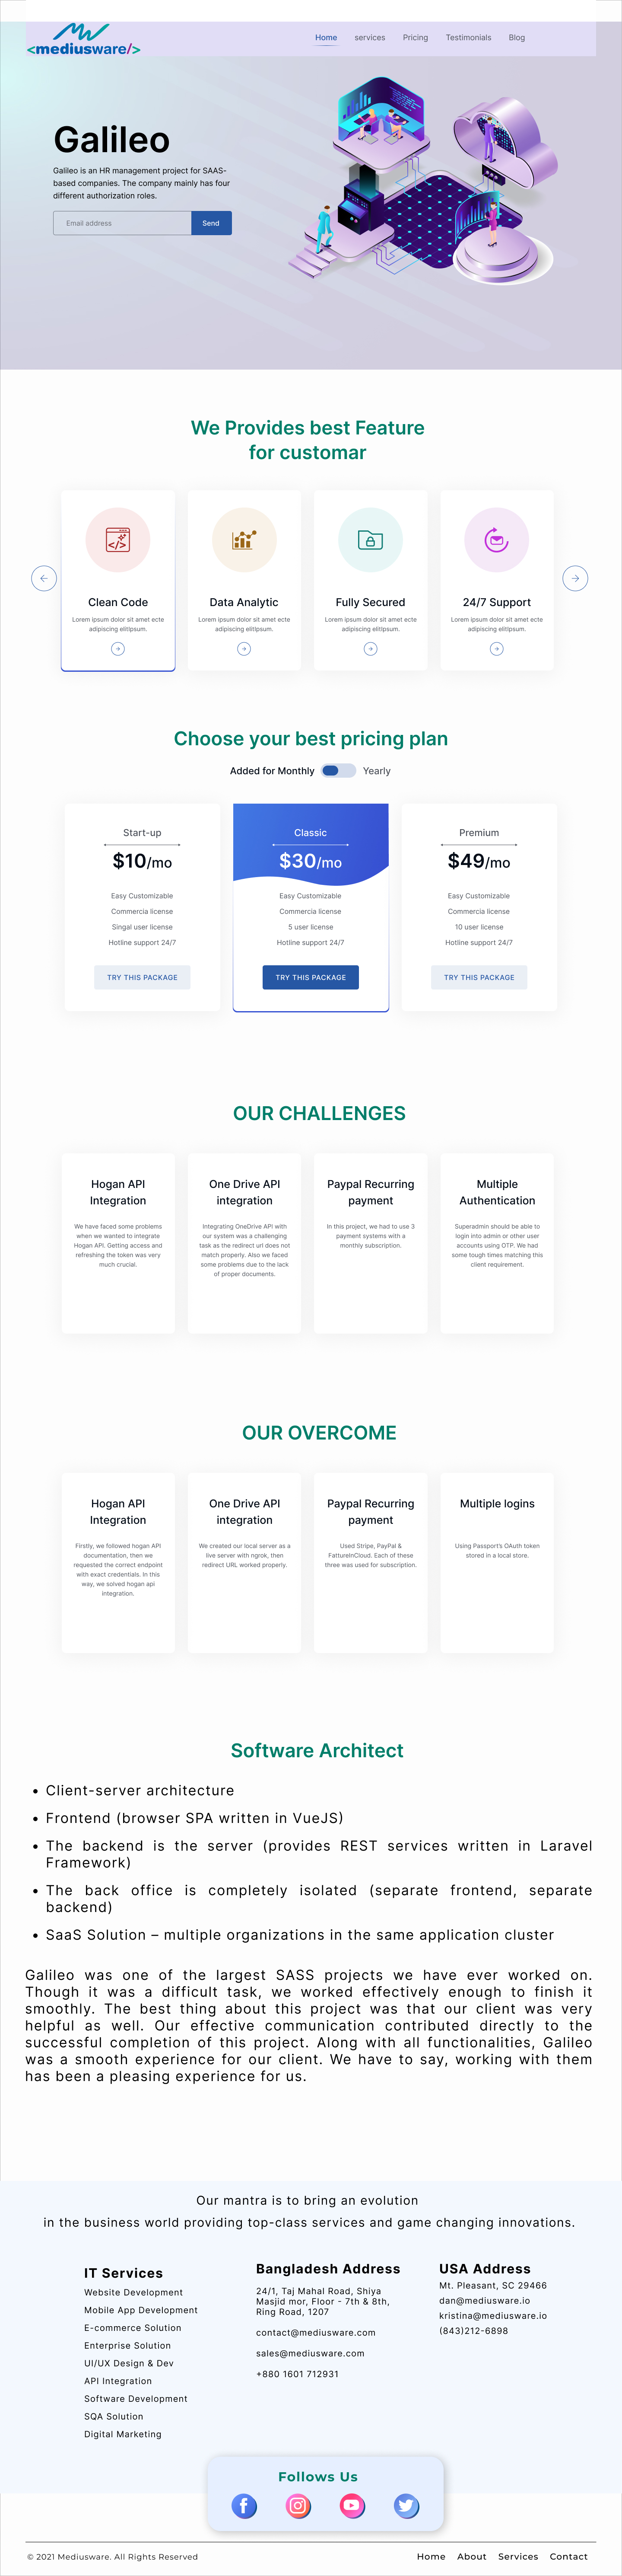 <mediusware/>
Home services Pricing Testimonials Blog
Galileo
Galileo is an HR management project for SAAS-
based companies. The company mainly has four
different authorization roles.
Email address Send
We Provides best Feature
for customar
Clean Code
Lorem ipsum dolor sit amet ecte
adipiscing elitIpsum.
Data Analytic
Lorem ipsum dolor sit amet ecte
adipiscing elitIpsum.
Fully Secured
Lorem ipsum dolor sit amet ecte
adipiscing elitIpsum.
24/7 Support
Lorem ipsum dolor sit amet ecte
adipiscing elitIpsum.
Choose your best pricing plan
Added for Monthly Yearly
Start-up
$10/mo
Easy Customizable
Commercia license
Singal user license
Hotline support 24/7
TRY THIS PACKAGE
Classic
$30/mo
Easy Customizable
Commercia license
5 user license
Hotline support 24/7
TRY THIS PACKAGE
Premium
$49/mo
Easy Customizable
Commercia license
10 user license
Hotline support 24/7
TRY THIS PACKAGE
OUR CHALLENGES
Hogan API
Integration
We have faced some problems
when we wanted to integrate
Hogan API. Getting access and
refreshing the token was very
much crucial.
One Drive API
integration
Integrating OneDrive API with
our system was a challenging
task as the redirect url does not
match properly. Also we faced
some problems due to the lack
of proper documents.
Paypal Recurring
payment
In this project, we had to use 3
payment systems with a
monthly subscription.
Multiple
Authentication
Superadmin should be able to
login into admin or other user
accounts using OTP. We had
some tough times matching this
client requirement.
OUR OVERCOME
Hogan API
Integration
Firstly, we followed hogan API
documentation, then we
requested the correct endpoint
with exact credentials. In this
way, we solved hogan api
integration.
One Drive API
integration
We created our local server as a
live server with ngrok, then
redirect URL worked properly.
Paypal Recurring
payment
Used Stripe, PayPal &
FattureInCloud. Each of these
three was used for subscription.
Multiple logins
Using Passport's OAuth token
stored in a local store.
Software Architect
• Client-server architecture
• Frontend (browser SPA written in VueJS)
• The backend is the server (provides REST services written in Laravel
Framework)
• The back office is completely isolated (separate frontend, separate
backend)
• SaaS Solution – multiple organizations in the same application cluster
Galileo was one of the largest SASS projects we have ever worked on.
Though it was a difficult task, we worked effectively enough to finish it
smoothly. The best thing about this project was that our client was very
helpful as well. Our effective communication contributed directly to the
successful completion of this project. Along with all functionalities, Galileo
was a smooth experience for our client. We have to say, working with them
has been a pleasing experience for us.
Our mantra is to bring an evolution
in the business world providing top-class services and game changing innovations.
IT Services
Website Development
Mobile App Development
E-commerce Solution
Enterprise Solution
UI/UX Design & Dev
API Integration
Software Development
SQA Solution
Digital Marketing
Bangladesh Address
24/1, Taj Mahal Road, Shiya
Masjid mor, Floor - 7th & 8th,
Ring Road, 1207
contact@mediusware.com
sales@mediusware.com
+880 1601 712931
USA Address
Mt. Pleasant, SC 29466
dan@mediusware.io
kristina@mediusware.io
(843)212-6898
Follows Us
© 2021 Mediusware. All Rights Reserved
Home About Services Contact